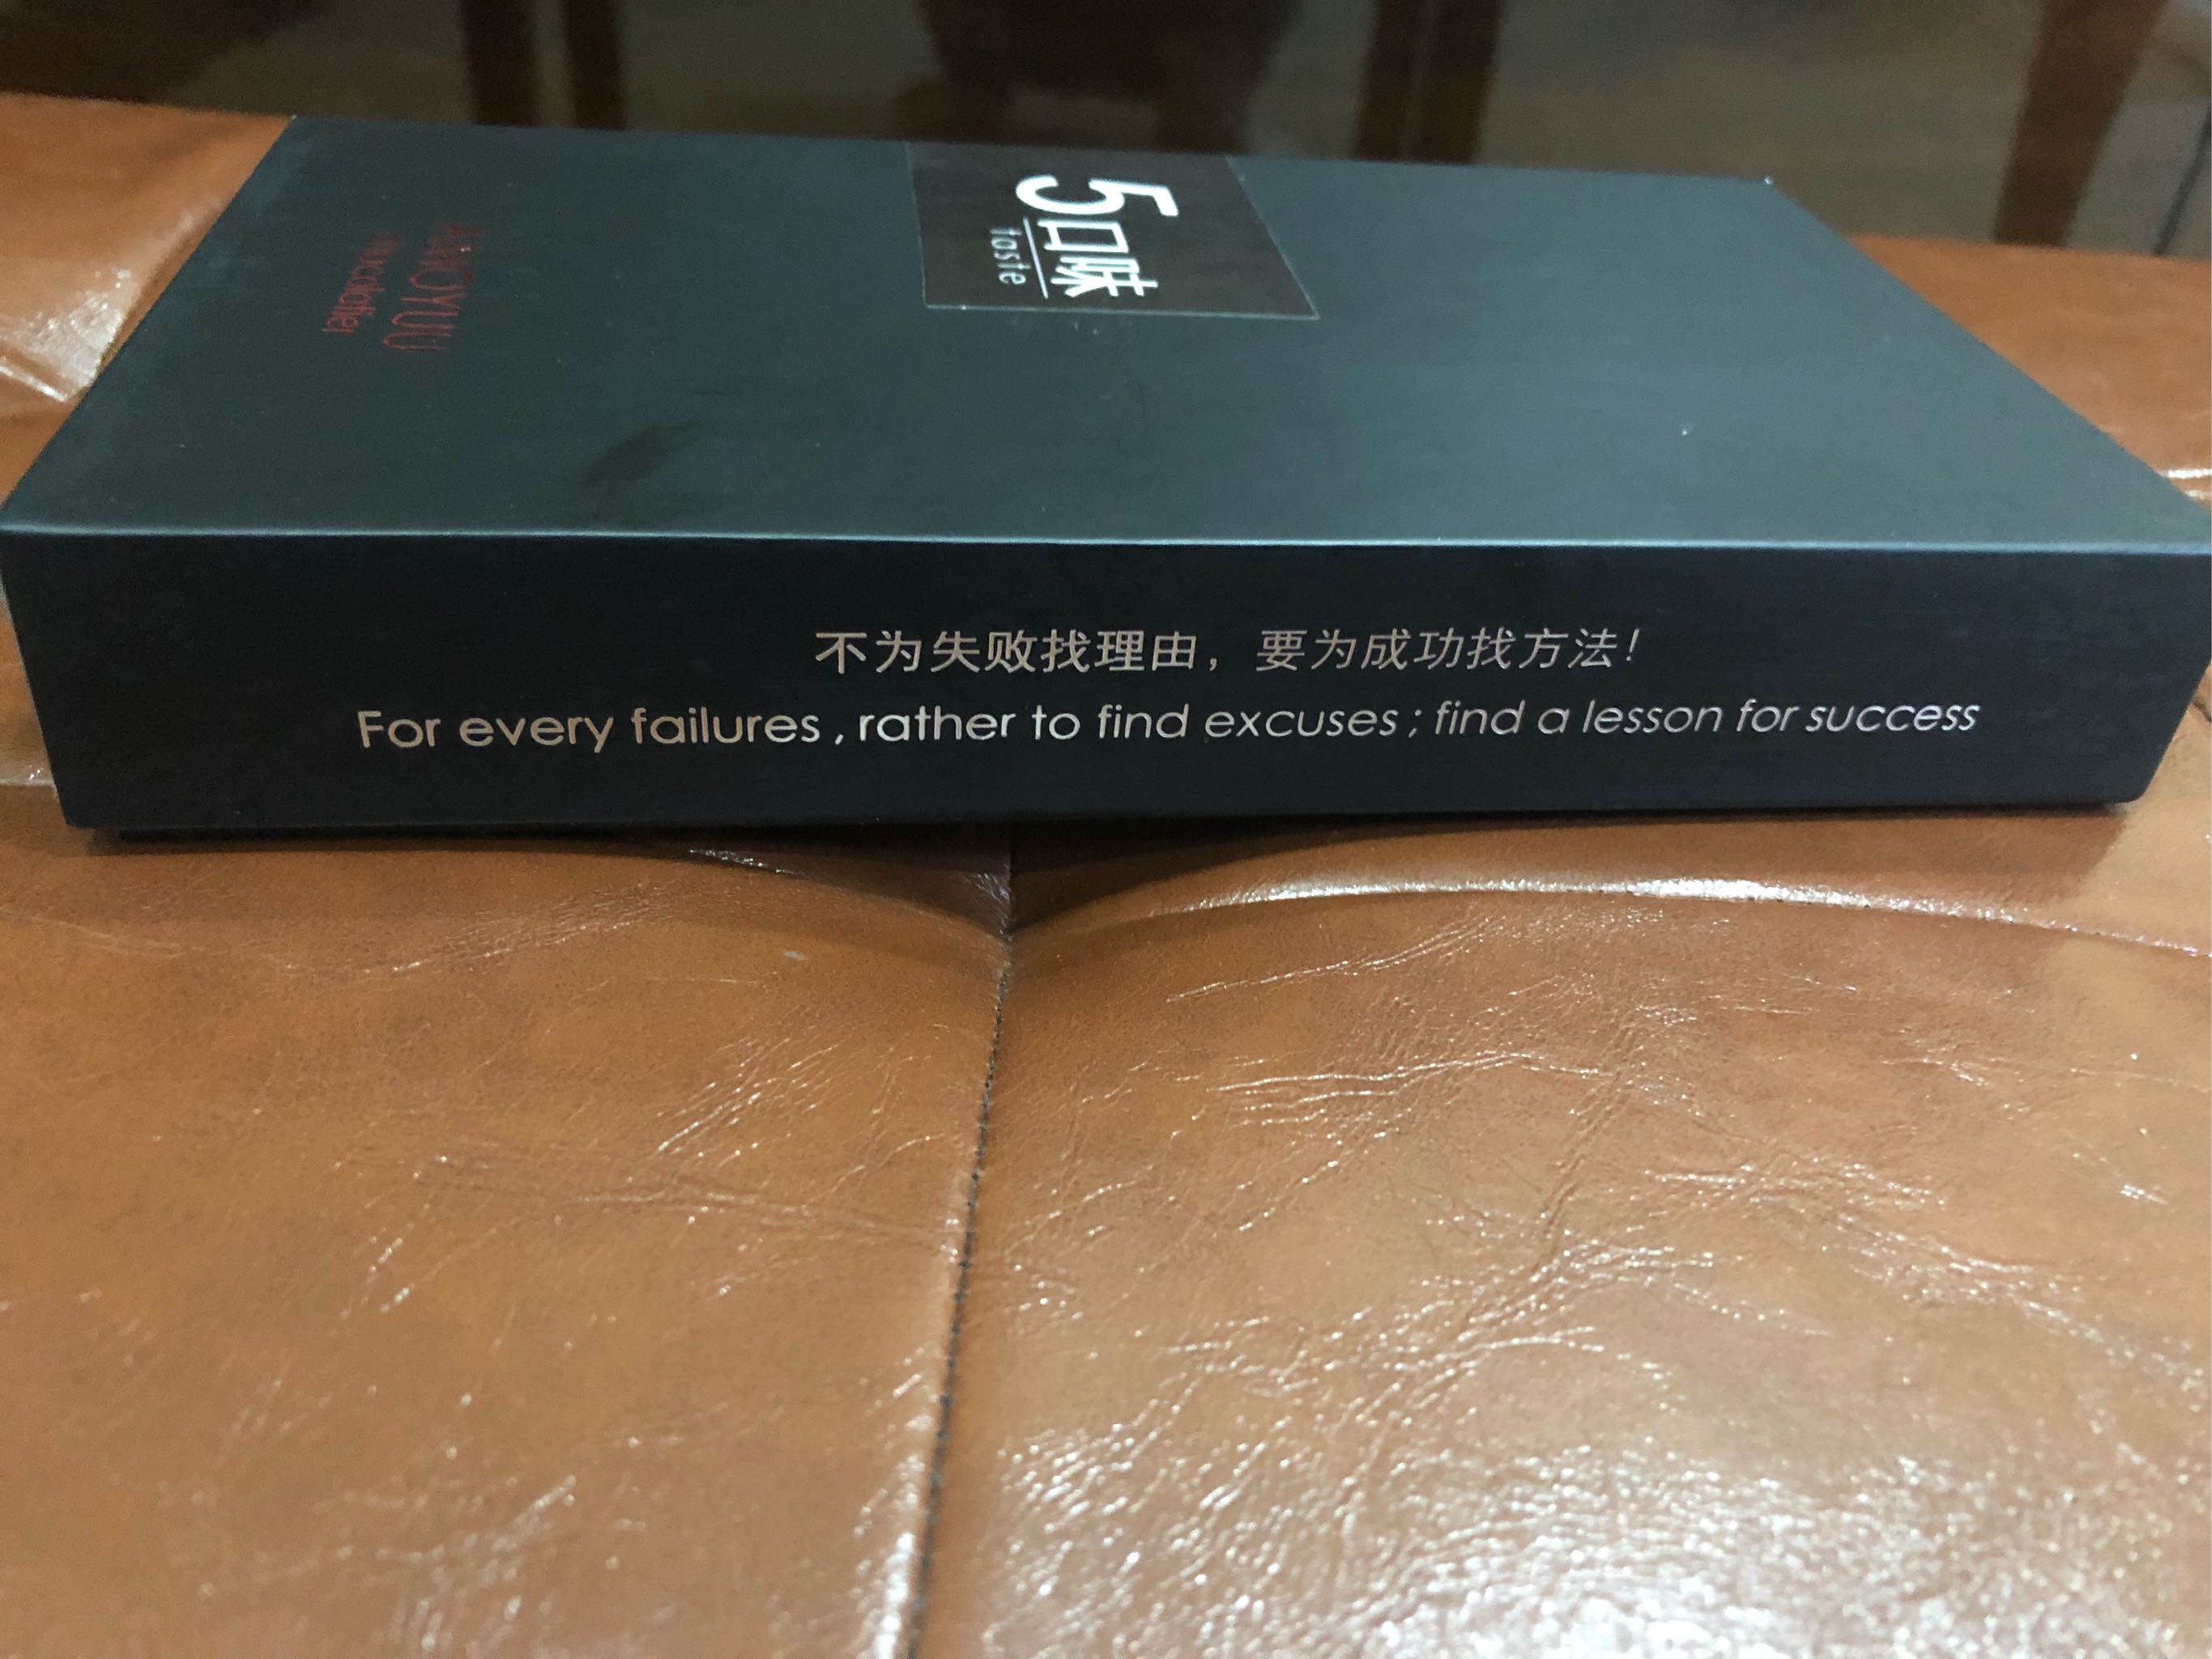 5口味
taste
不为失败找理由，要为成功找方法！
For every failures , rather to find excuses ; find a lesson for success